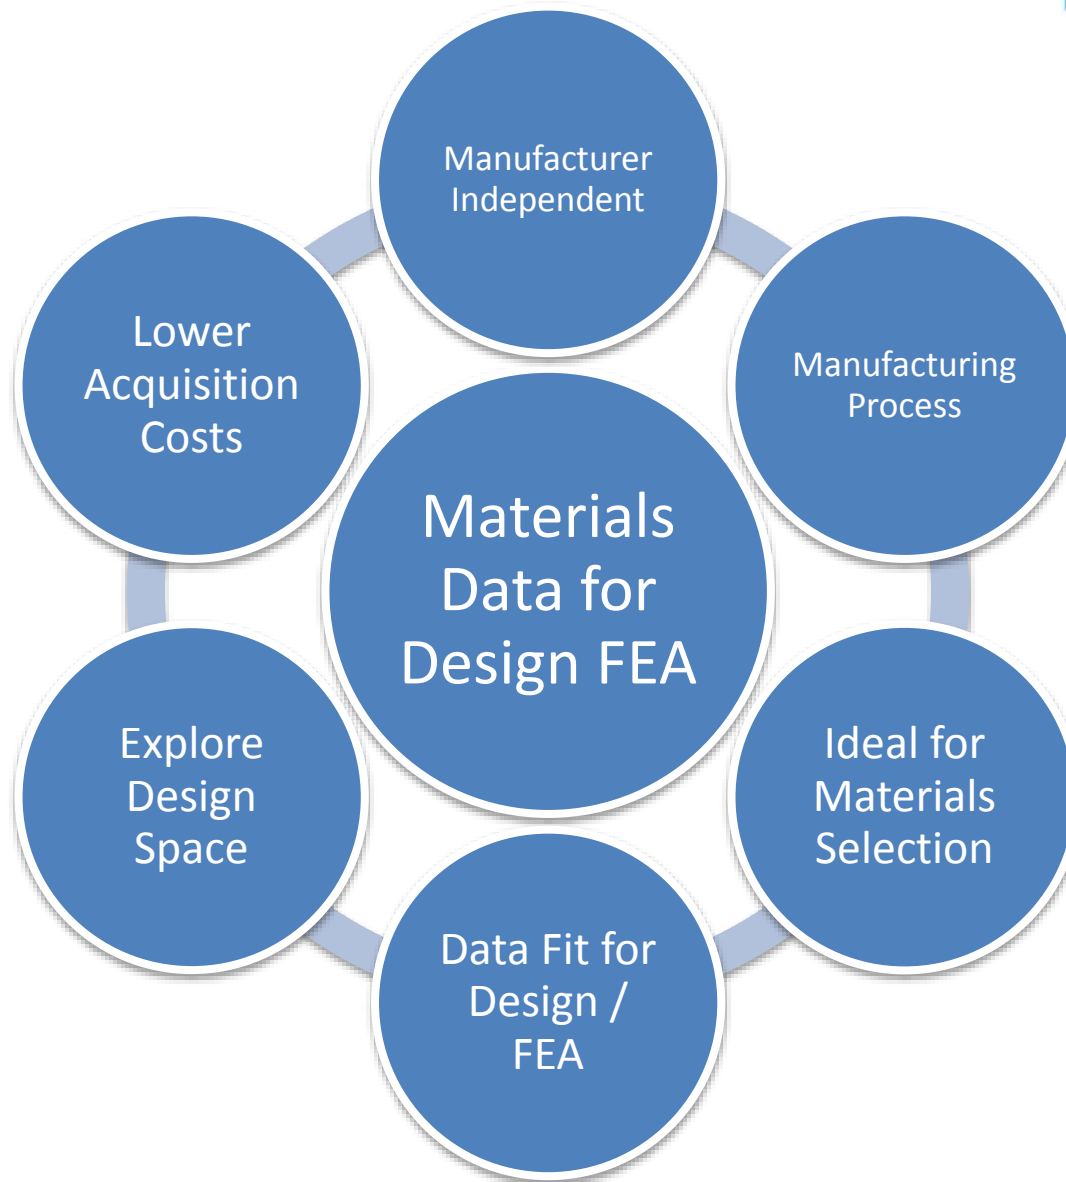 Manufacturer
Independent
Manufacturing
Process
Lower
Acquisition
Costs
Materials
Data for
Design FEA
Explore
Design
Space
Ideal for
Materials
Selection
Data Fit for
Design /
FEA